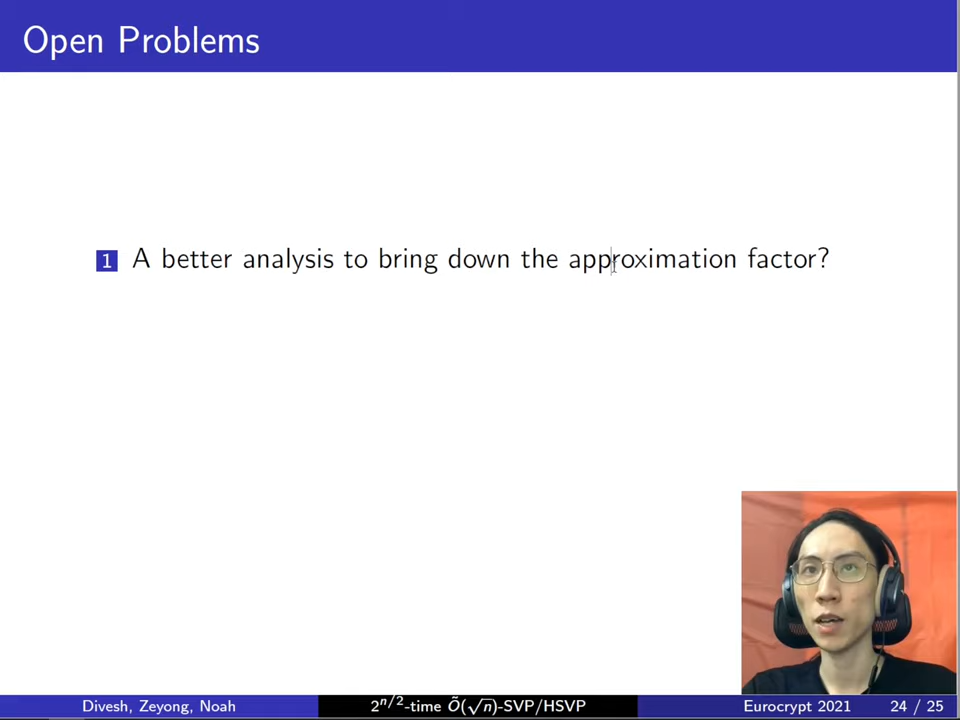 Open Problems
1 A better analysis to bring down the approximation factor?
Divesh, Zeyong, Noah 2^{n/2}-time Õ(√n)-SVP/HSVP Eurocrypt 2021 24 / 25